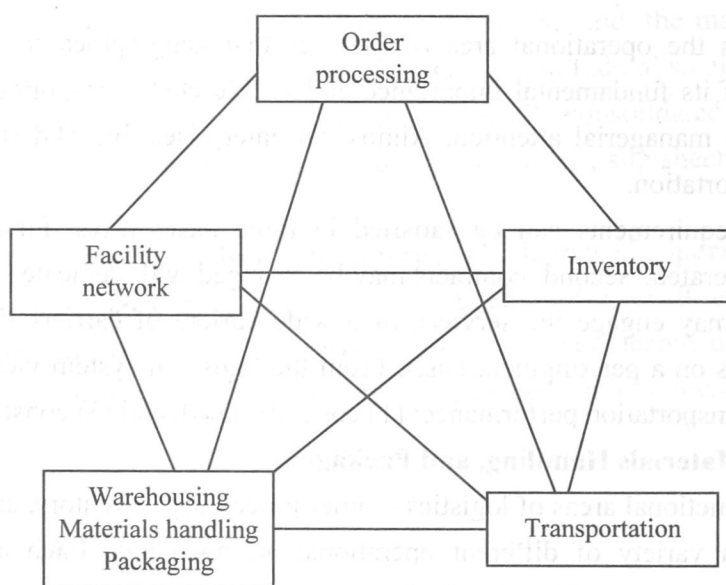 Order
processing
Facility
network
Inventory
Warehousing
Materials handling
Packaging
Transportation